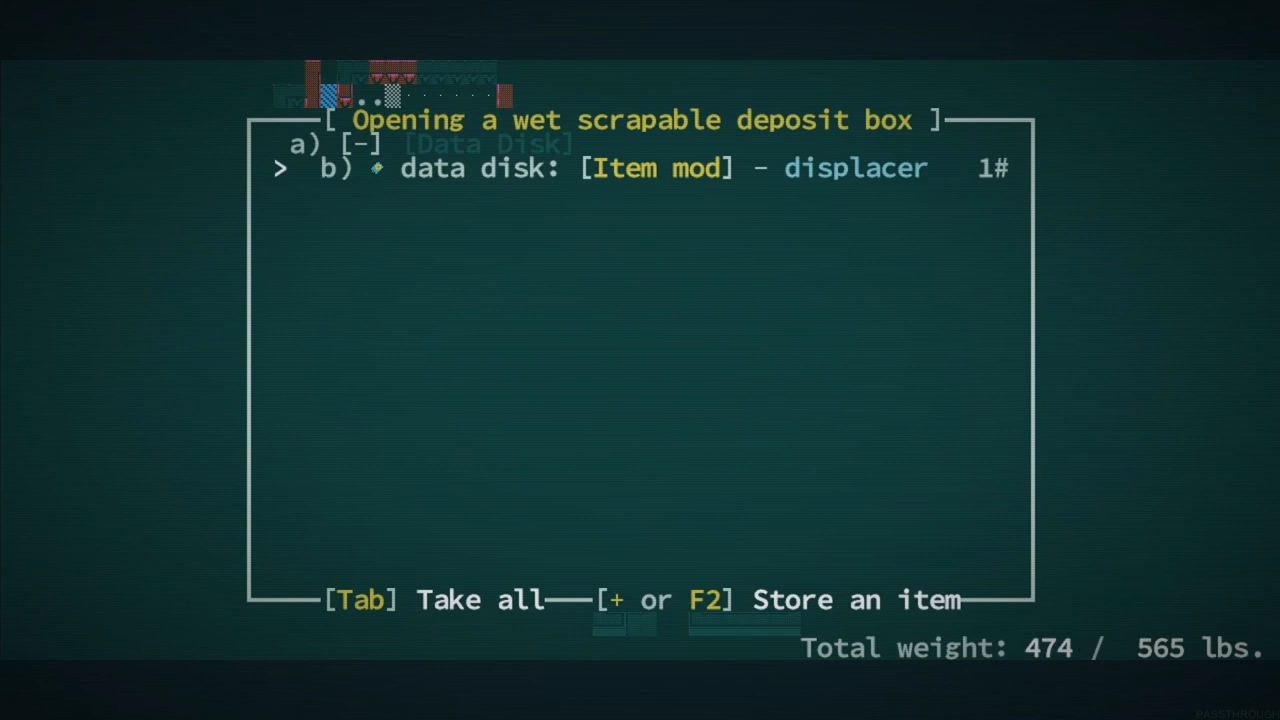 [ Opening a wet scrapable deposit box ]
a) [-] [Data Disk]
> b) data disk: [Item mod] - displacer 1#
[Tab] Take all [+ or F2] Store an item
Total weight: 474 / 565 lbs.